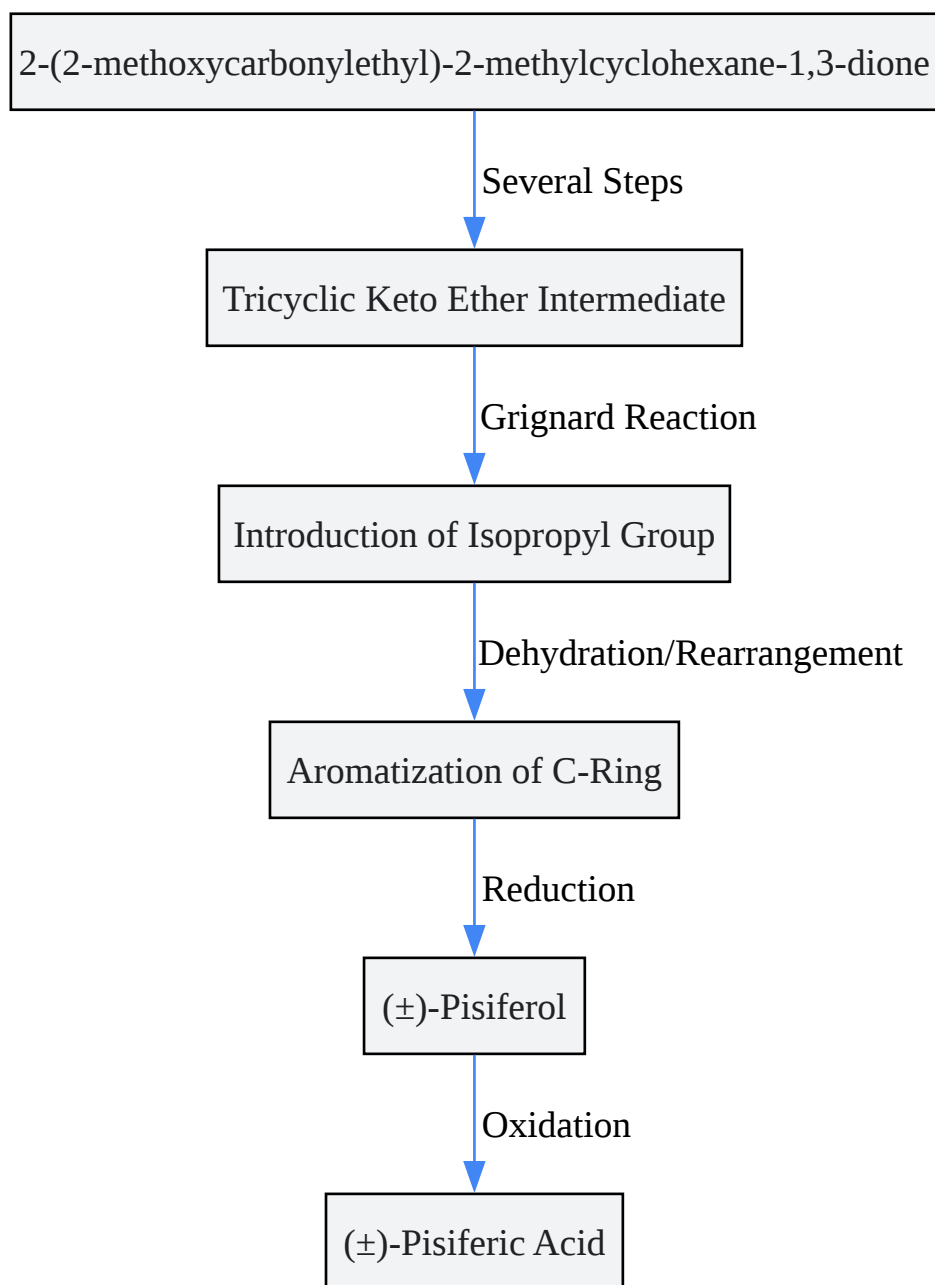 2-(2-methoxycarbonylethyl)-2-methylcyclohexane-1,3-dione
Several Steps
Tricyclic Keto Ether Intermediate
Grignard Reaction
Introduction of Isopropyl Group
Dehydration/Rearrangement
Aromatization of C-Ring
Reduction
(±)-Pisiferol
Oxidation
(±)-Pisiferic Acid